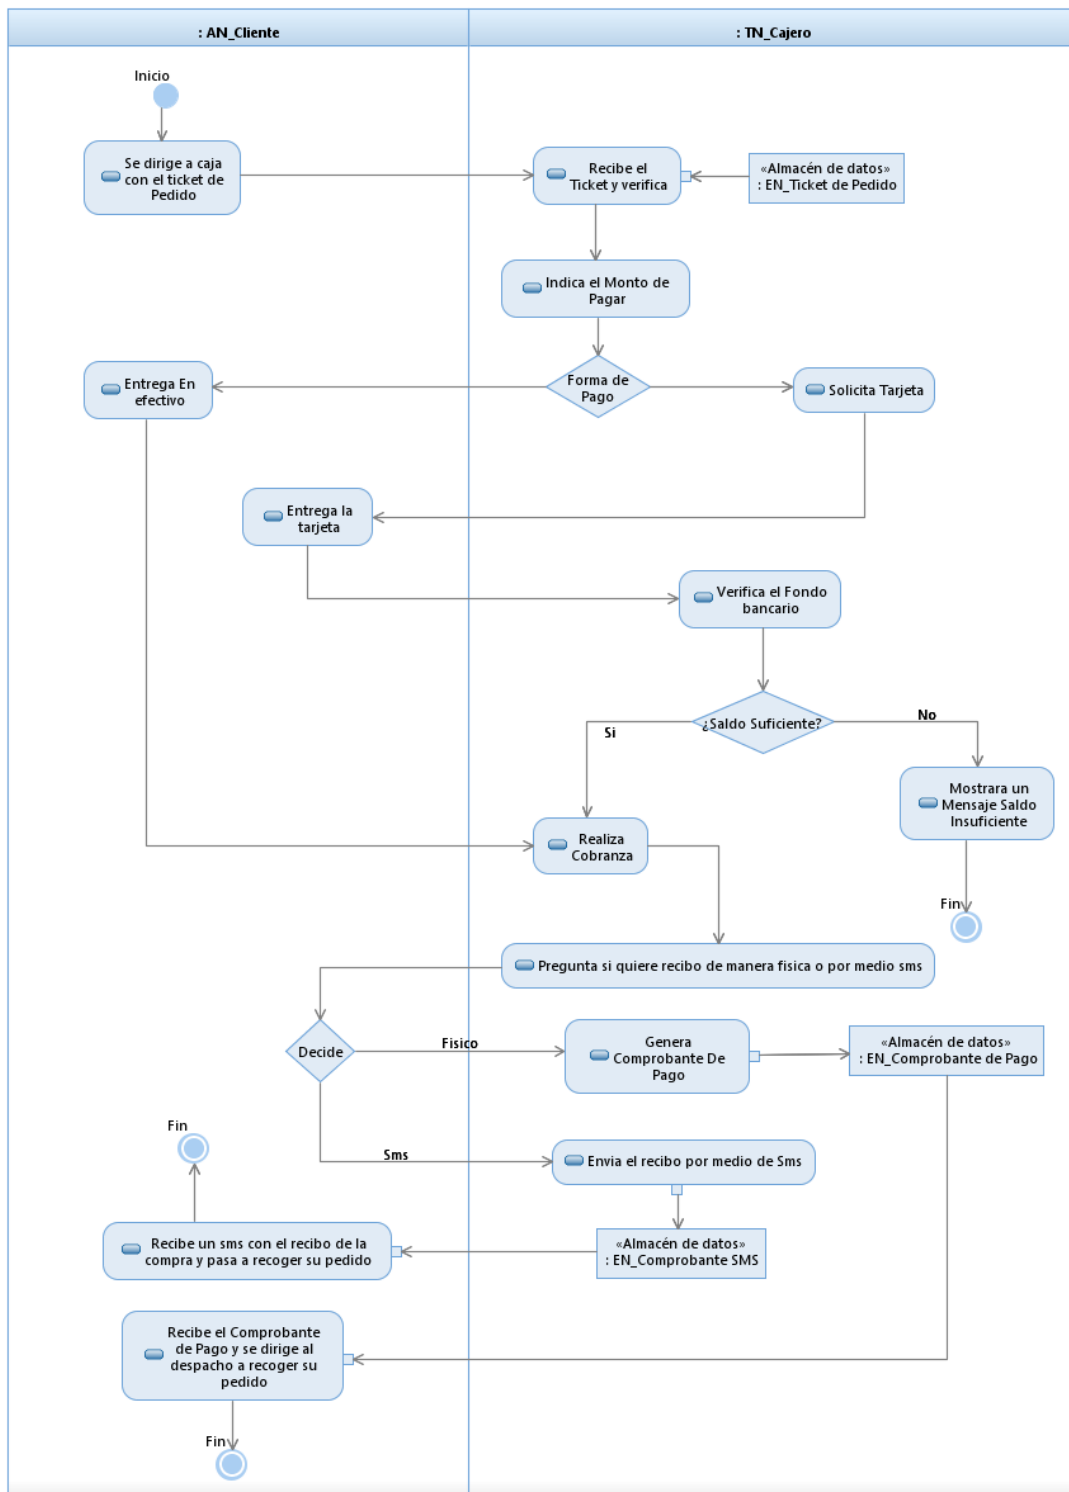 : AN_Cliente
: TN_Cajero
Inicio
Se dirige a caja
con el ticket de
Pedido
Recibe el
Ticket y verifica
«Almacén de datos»
: EN_Ticket de Pedido
Indica el Monto de
Pagar
Forma de
Pago
Entrega En
efectivo
Solicita Tarjeta
Entrega la
tarjeta
Verifica el Fondo
bancario
¿Saldo Suficiente?
Si
No
Mostrara un
Mensaje Saldo
Insuficiente
Realiza
Cobranza
Fin
Pregunta si quiere recibo de manera fisica o por medio sms
Decide
Fisico
Genera
Comprobante De
Pago
«Almacén de datos»
: EN_Comprobante de Pago
Fin
Sms
Envia el recibo por medio de Sms
Recibe un sms con el recibo de la
compra y pasa a recoger su pedido
«Almacén de datos»
: EN_Comprobante SMS
Recibe el Comprobante
de Pago y se dirige al
despacho a recoger su
pedido
Fin